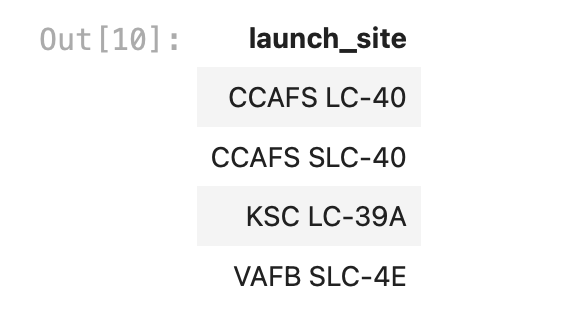 Out[10]: launch_site
CCAFS LC-40
CCAFS SLC-40
KSC LC-39A
VAFB SLC-4E